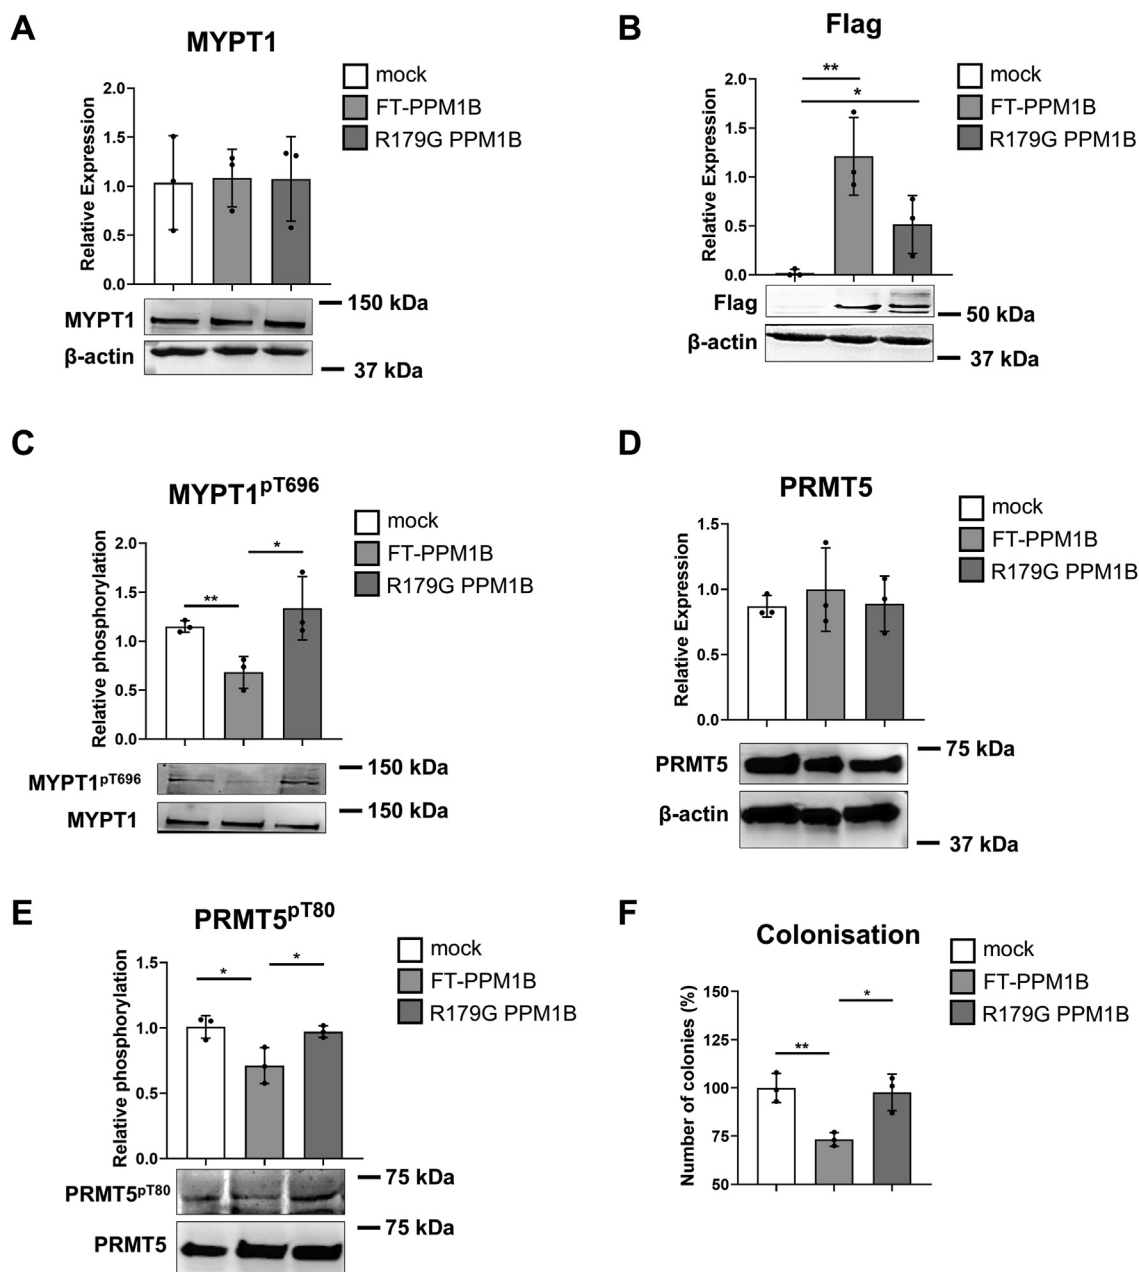 A
MYPT1
mock
FT-PPM1B
R179G PPM1B
Relative Expression
2.0
1.5
1.0
0.5
0.0
MYPT1
β-actin
150 kDa
37 kDa
B
Flag
mock
FT-PPM1B
R179G PPM1B
Relative Expression
2.0
1.5
1.0
0.5
0.0
**
*
Flag
β-actin
50 kDa
37 kDa
C
MYPT1pT696
mock
FT-PPM1B
R179G PPM1B
Relative phosphorylation
2.0
1.5
1.0
0.5
0.0
**
*
MYPT1pT696
MYPT1
150 kDa
150 kDa
D
PRMT5
mock
FT-PPM1B
R179G PPM1B
Relative Expression
1.5
1.0
0.5
0.0
PRMT5
β-actin
75 kDa
37 kDa
E
PRMT5pT80
mock
FT-PPM1B
R179G PPM1B
Relative phosphorylation
1.5
1.0
0.5
0.0
*
*
PRMT5pT80
PRMT5
75 kDa
75 kDa
F
Colonisation
mock
FT-PPM1B
R179G PPM1B
Number of colonies (%)
150
125
100
75
50
**
*